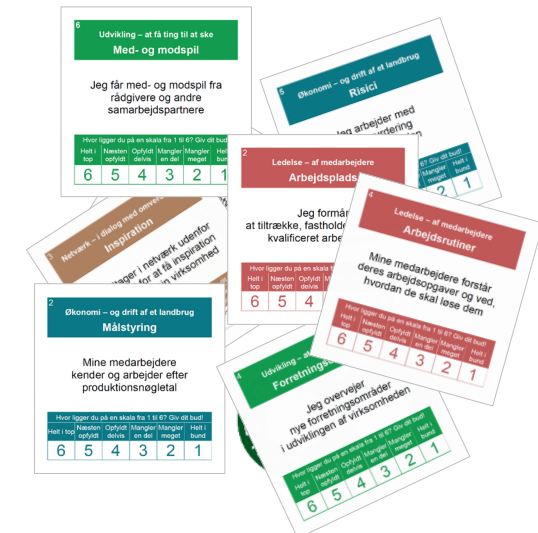 6
Udvikling – at få ting til at ske
Med- og modspil
Jeg får med- og modspil fra
rådgivere og andre
samarbejdspartnere
Hvor ligger du på en skala fra 1 til 6? Giv dit bud!
Helt i top
Næsten opfyldt
Opfyldt delvis
Mangler en del
Mangler meget
Helt i bund
6 5 4 3 2 1
5
Økonomi – og drift af et landbrug
Risici
Jeg arbejder med
6? Giv dit bud!
Mangler meget
Helt i bund
2 1
2
Ledelse – af medarbejdere
Arbejdsplads
Jeg formår
at tiltrække, fastholde
kvalificeret
Hvor ligger du på en skala fra 1
Helt i top
Næsten opfyldt
Opfyldt delvis
6 5 4
4
Ledelse – af medarbejdere
Arbejdsrutiner
Mine medarbejdere forstår
deres arbejdsopgaver og ved,
hvordan de skal løse dem
Hvor ligger du på en skala fra 1 til 6? Giv dit bud!
Helt i top
Næsten opfyldt
Opfyldt delvis
Mangler en del
Mangler meget
Helt i bund
6 5 4 3 2 1
3
Netværk – i dialog med
Inspiration
i netværk udenfor
for at få inspiration
virksomhed
2
Økonomi – og drift af et landbrug
Målstyring
Mine medarbejdere
kender og arbejder efter
produktionsnøgletal
Hvor ligger du på en skala fra 1 til 6? Giv dit bud!
Helt i top
Næsten opfyldt
Opfyldt delvis
Mangler en del
Mangler meget
Helt i bund
6 5 4 3 2 1
4
Udvikling – at
Jeg overvejer
nye forretningsområder
i udviklingen af virksomheden
Hvor ligger du på en skala fra 1 til 6? Giv dit bud!
Helt i top
Næsten opfyldt
Opfyldt delvis
Mangler en del
Mangler meget
Helt i bund
6 5 4 3 2 1